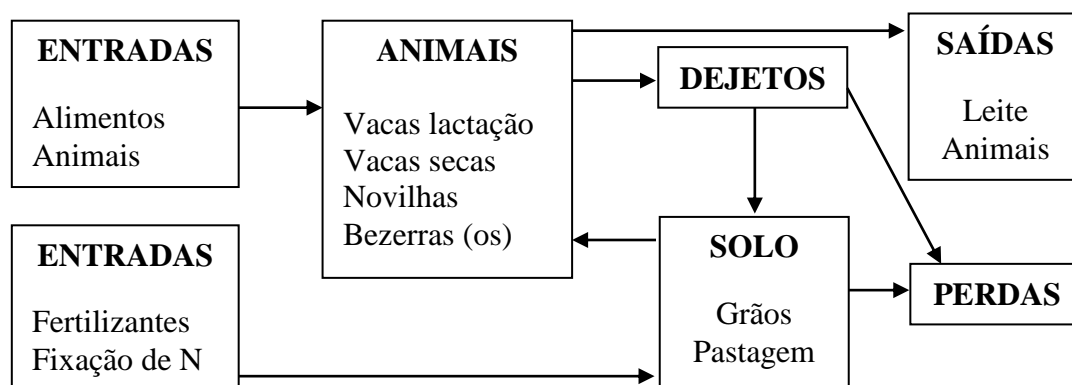 ENTRADAS
Alimentos
Animais
ANIMAIS
Vacas lactação
Vacas secas
Novilhas
Bezerras (os)
DEJETOS
SAÍDAS
Leite
Animais
ENTRADAS
Fertilizantes
Fixação de N
SOLO
Grãos
Pastagem
PERDAS